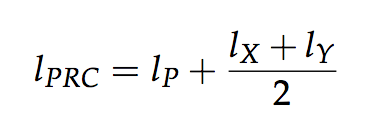 l_{PRC} = l_P + \frac{l_X + l_Y}{2}